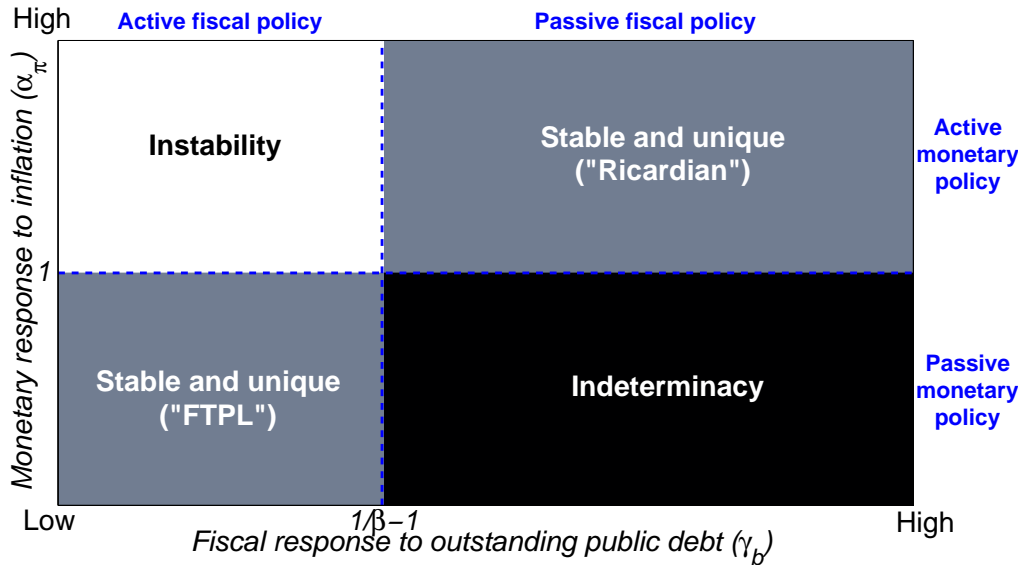 High
Active fiscal policy
Passive fiscal policy
Monetary response to inflation (α_π)
Instability
Stable and unique
("Ricardian")
Active
monetary
policy
1
Stable and unique
("FTPL")
Indeterminacy
Passive
monetary
policy
Low
1/β−1
High
Fiscal response to outstanding public debt (γ_b)